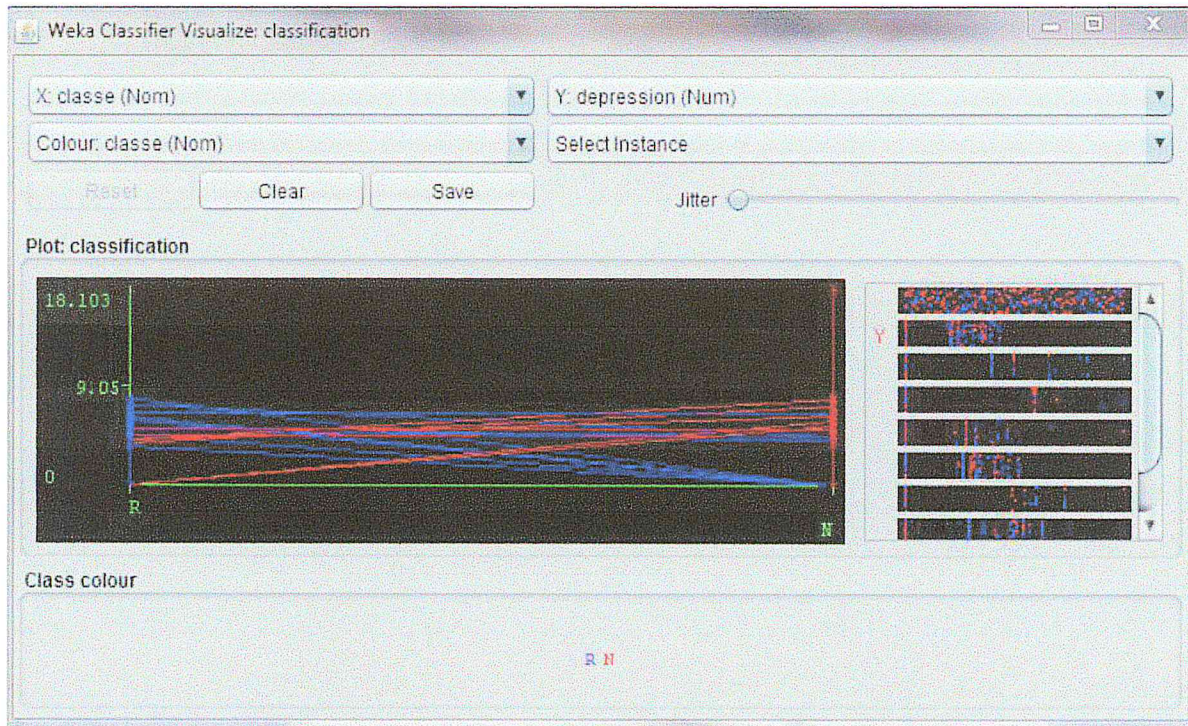 Weka Classifier Visualize: classification
X: classe (Nom) Y: depression (Num)
Colour: classe (Nom) Select Instance
Reset Clear Save Jitter
Plot: classification
18.103
9.05
0
R
N
Y
Class colour
R N